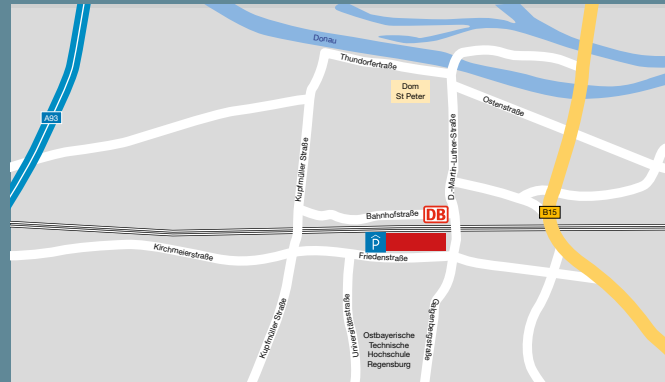 Donau
Thundorfertraße
Dom
St Peter
Ostenstraße
A93
Kupfmüller Straße
D.-Martin-Luther-Straße
Bahnhofstraße
DB
B15
P
Kirchmeierstraße
Friedenstraße
Kupfmüller Straße
Universitätsstraße
Galgenbergstraße
Ostbayerische
Technische
Hochschule
Regensburg